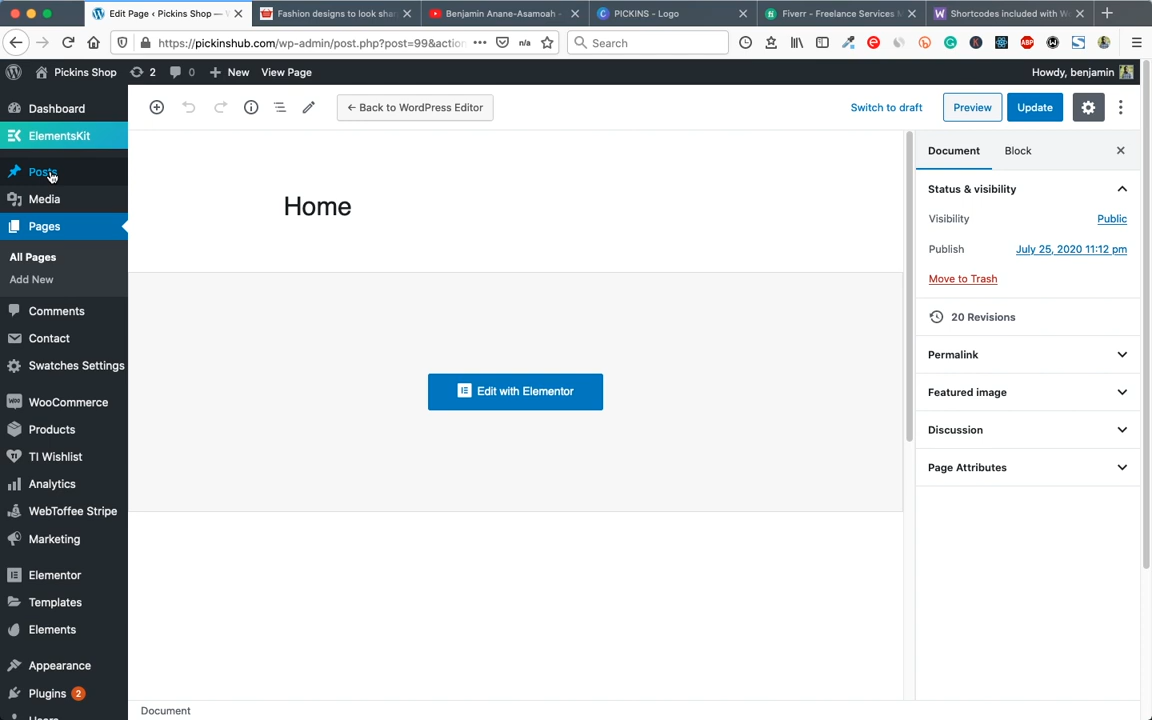 Edit Page ‹ Pickins Shop —
Fashion designs to look sha
Benjamin Anane-Asamoah -
PICKINS - Logo
Fiverr - Freelance Services
Shortcodes included with W
https://pickinshub.com/wp-admin/post.php?post=99&action
n/a
Search
ABP
Pickins Shop
2
0
New
View Page
Howdy, benjamin
Dashboard
ElementsKit
Posts
Media
Pages
All Pages
Add New
Comments
Contact
Swatches Settings
WooCommerce
Products
TI Wishlist
Analytics
WebToffee Stripe
Marketing
Elementor
Templates
Elements
Appearance
Plugins 2
← Back to WordPress Editor
Switch to draft
Preview
Update
Home
Edit with Elementor
Document
Block
Status & visibility
Visibility
Public
Publish
July 25, 2020 11:12 pm
Move to Trash
20 Revisions
Permalink
Featured image
Discussion
Page Attributes
Document